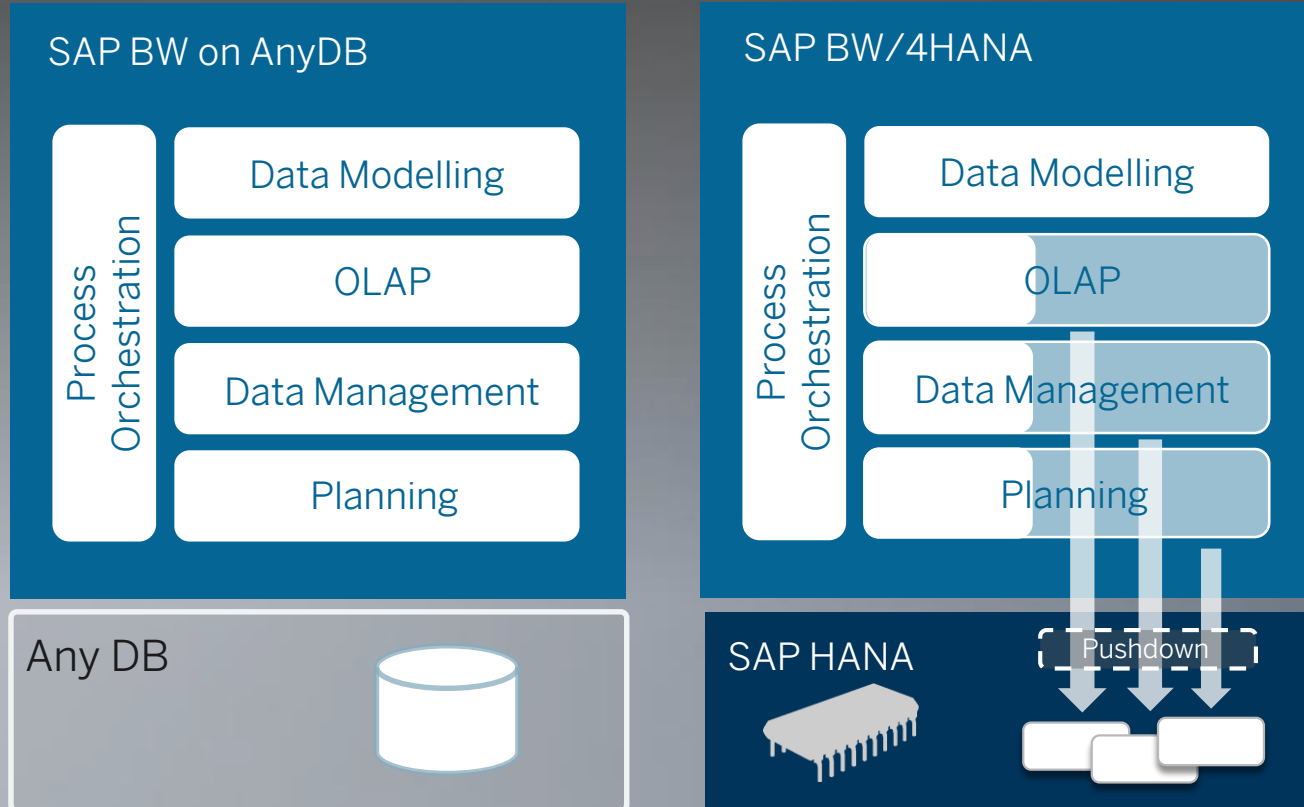 SAP BW on AnyDB
Process
Orchestration
Data Modelling
OLAP
Data Management
Planning
Any DB
SAP BW/4HANA
Process
Orchestration
Data Modelling
OLAP
Data Management
Planning
SAP HANA
Pushdown